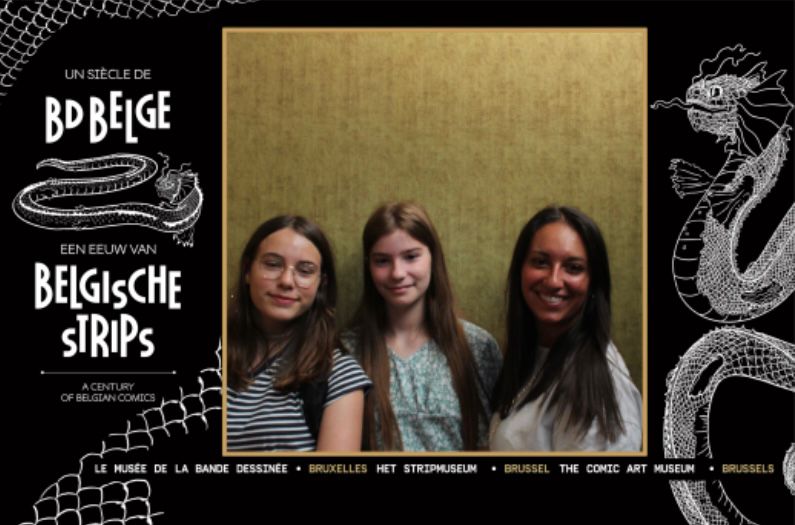 UN SIÈCLE DE
BD BELGE
EEN EEUW VAN
BELGISCHE
STRIPS
A CENTURY
OF BELGIAN COMICS
LE MUSÉE DE LA BANDE DESSINÉE • BRUXELLES HET STRIPMUSEUM • BRUSSEL THE COMIC ART MUSEUM • BRUSSELS